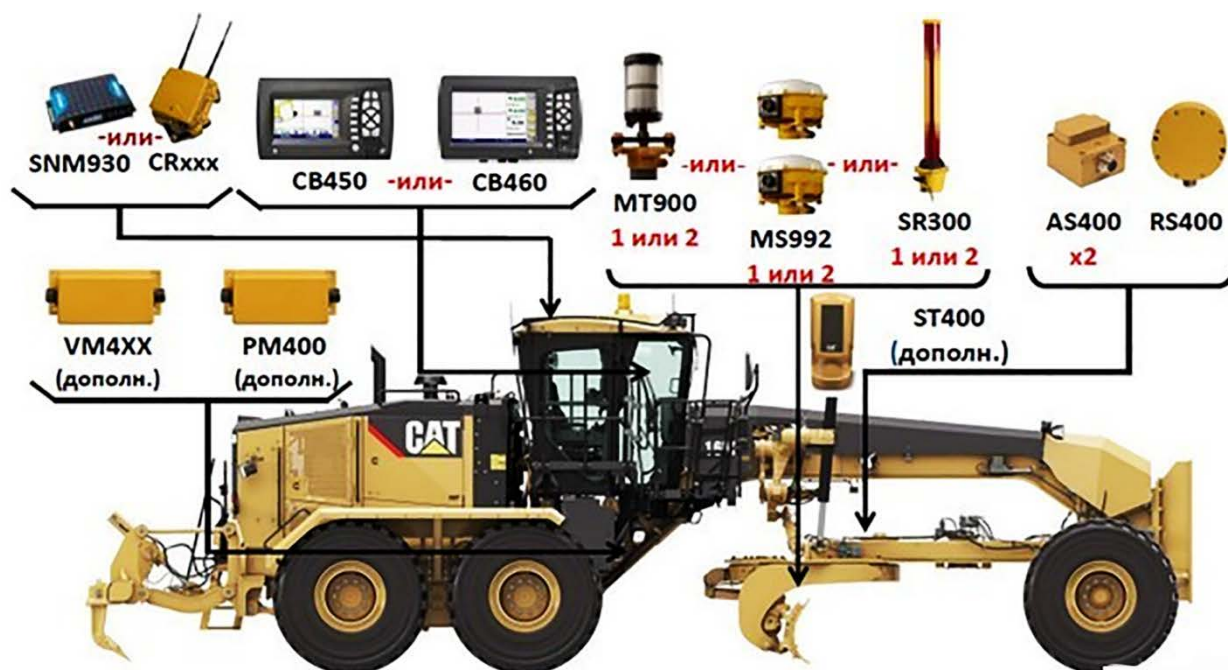 -или-
SNM930 CRxxx
CB450 -или- CB460
-или-
MT900
1 или 2
MS992
1 или 2
- или-
SR300
1 или 2
AS400
x2
RS400
VM4XX
(дополн.)
PM400
(дополн.)
ST400
(дополн.)
CAT